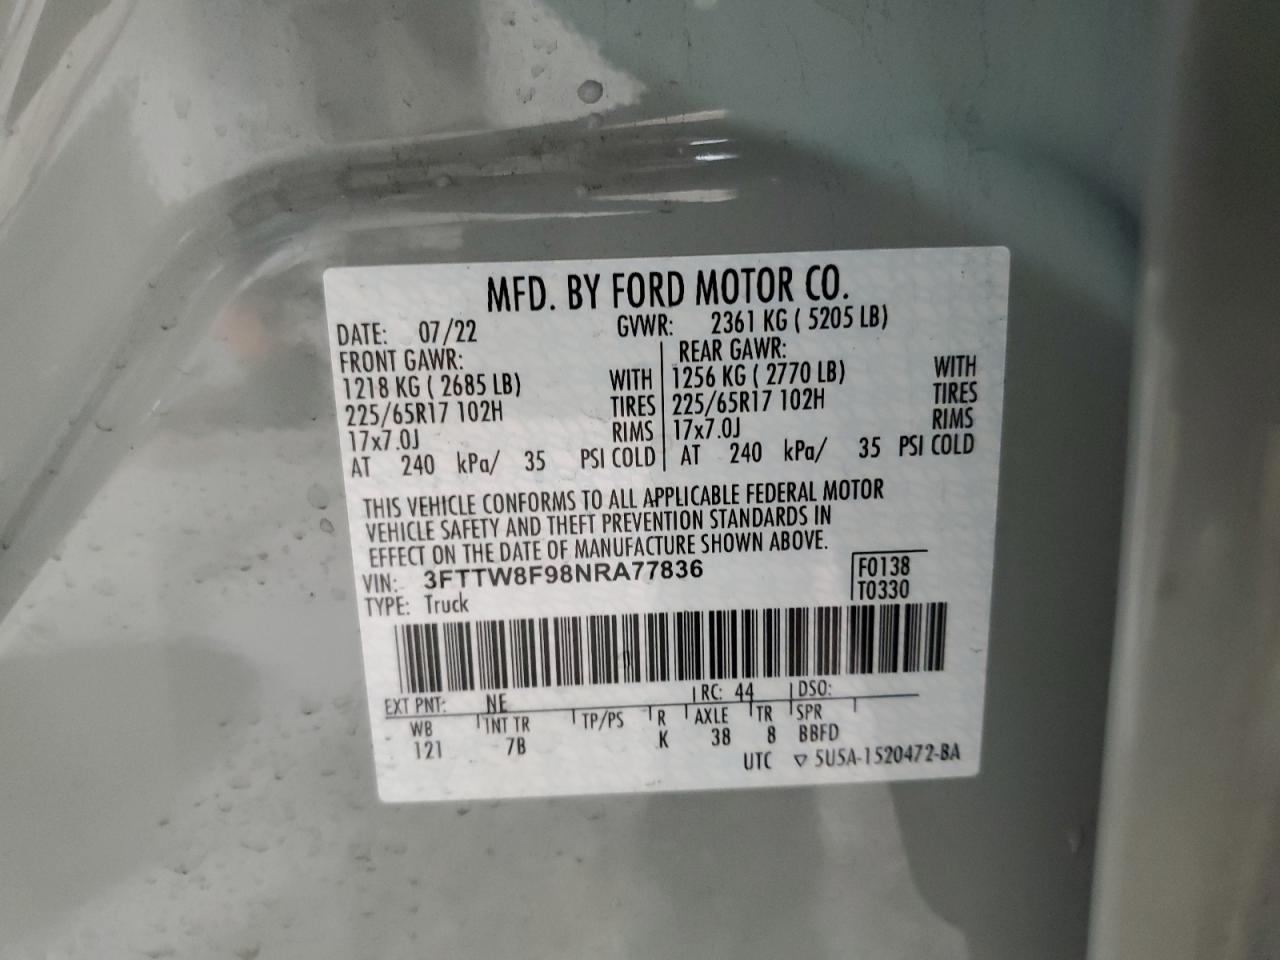 MFD. BY FORD MOTOR CO.
DATE: 07/22 GVWR: 2361 KG ( 5205 LB)
FRONT GAWR: REAR GAWR:
1218 KG ( 2685 LB) WITH 1256 KG ( 2770 LB) WITH
225/65R17 102H TIRES 225/65R17 102H TIRES
17x7.0J RIMS 17x7.0J RIMS
AT 240 kPa/ 35 PSI COLD AT 240 kPa/ 35 PSI COLD
THIS VEHICLE CONFORMS TO ALL APPLICABLE FEDERAL MOTOR
VEHICLE SAFETY AND THEFT PREVENTION STANDARDS IN
EFFECT ON THE DATE OF MANUFACTURE SHOWN ABOVE.
VIN: 3FTTW8F98NRA77836 F0138
TYPE: Truck T0330
EXT PNT: NE RC: 44 DSO:
WB INT TR TP/PS R AXLE TR SPR
121 7B K 38 8 BBFD
UTC ▽ 5U5A-1520472-BA